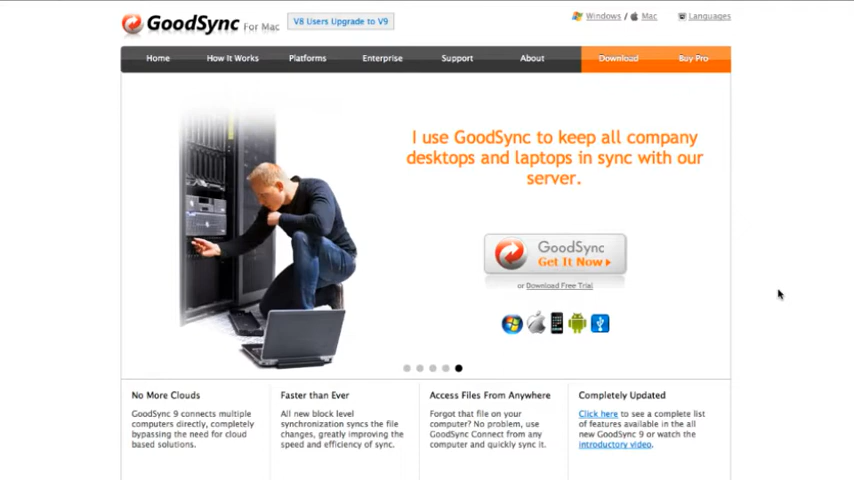 GoodSync For Mac
V8 Users Upgrade to V9
Windows / Mac
Languages
Home
How It Works
Platforms
Enterprise
Support
About
Download
Buy Pro
I use GoodSync to keep all company
desktops and laptops in sync with our
server.
GoodSync
Get It Now
or Download Free Trial
No More Clouds
GoodSync 9 connects multiple
computers directly, completely
bypassing the need for cloud
based solutions.
Faster than Ever
All new block level
synchronization syncs the file
changes, greatly improving the
speed and efficiency of sync.
Access Files From Anywhere
Forgot that file on your
computer? No problem, use
GoodSync Connect from any
computer and quickly sync it.
Completely Updated
Click here to see a complete list
of features available in the all
new GoodSync 9 or watch the
introductory video.